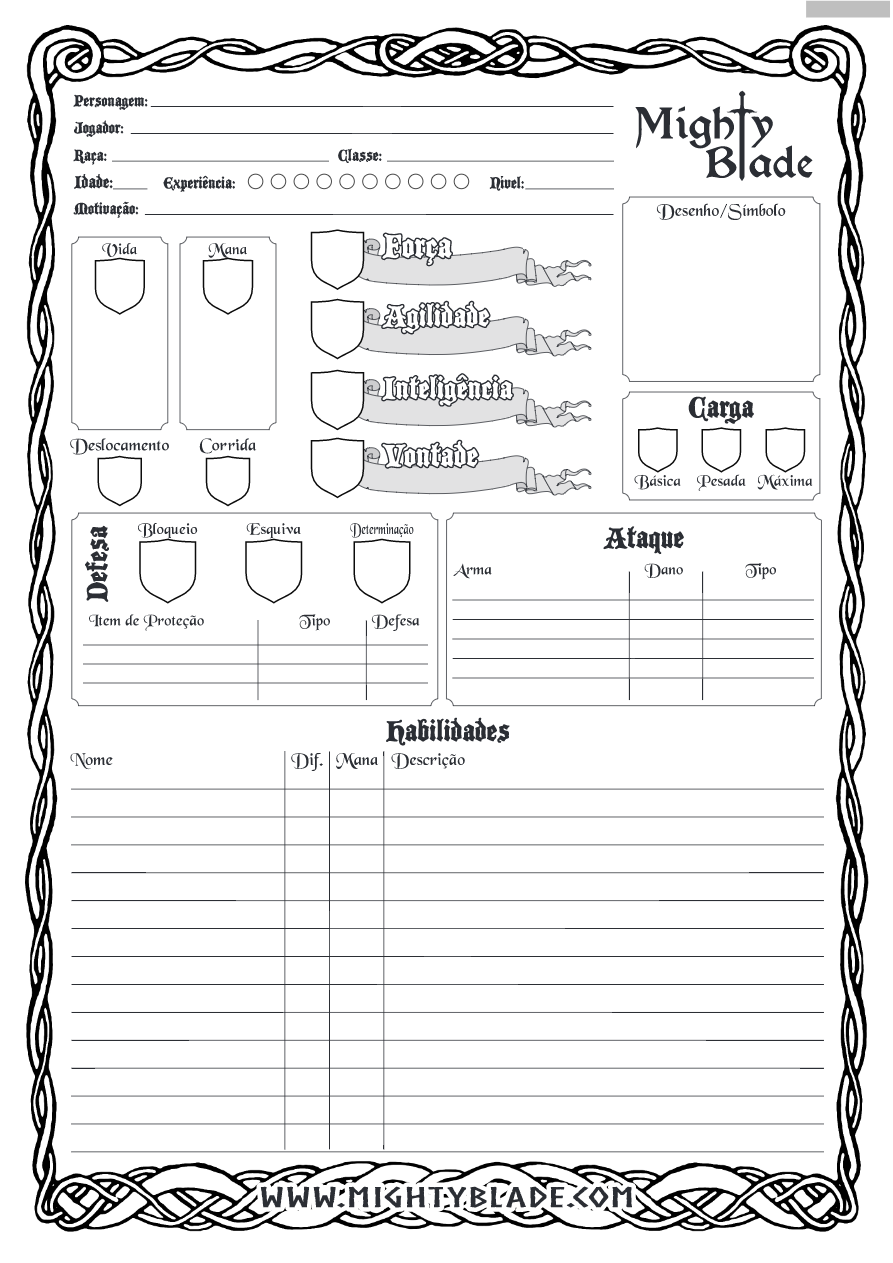 Personagem:
Jogador:
Raça: Classe:
Idade: Experiência: Nivel:
Motivação:
Mighty
Blade
Desenho/Símbolo
Vida Mana
Força
Agilidade
Inteligência
Vontade
Deslocamento Corrida
Carga
Básica Pesada Máxima
Defesa
Bloqueio Esquiva Determinação
Item de Proteção Tipo Defesa
Ataque
Arma Dano Tipo
Habilidades
Nome Dif. Mana Descrição
WWW.MIGHTYBLADE.COM